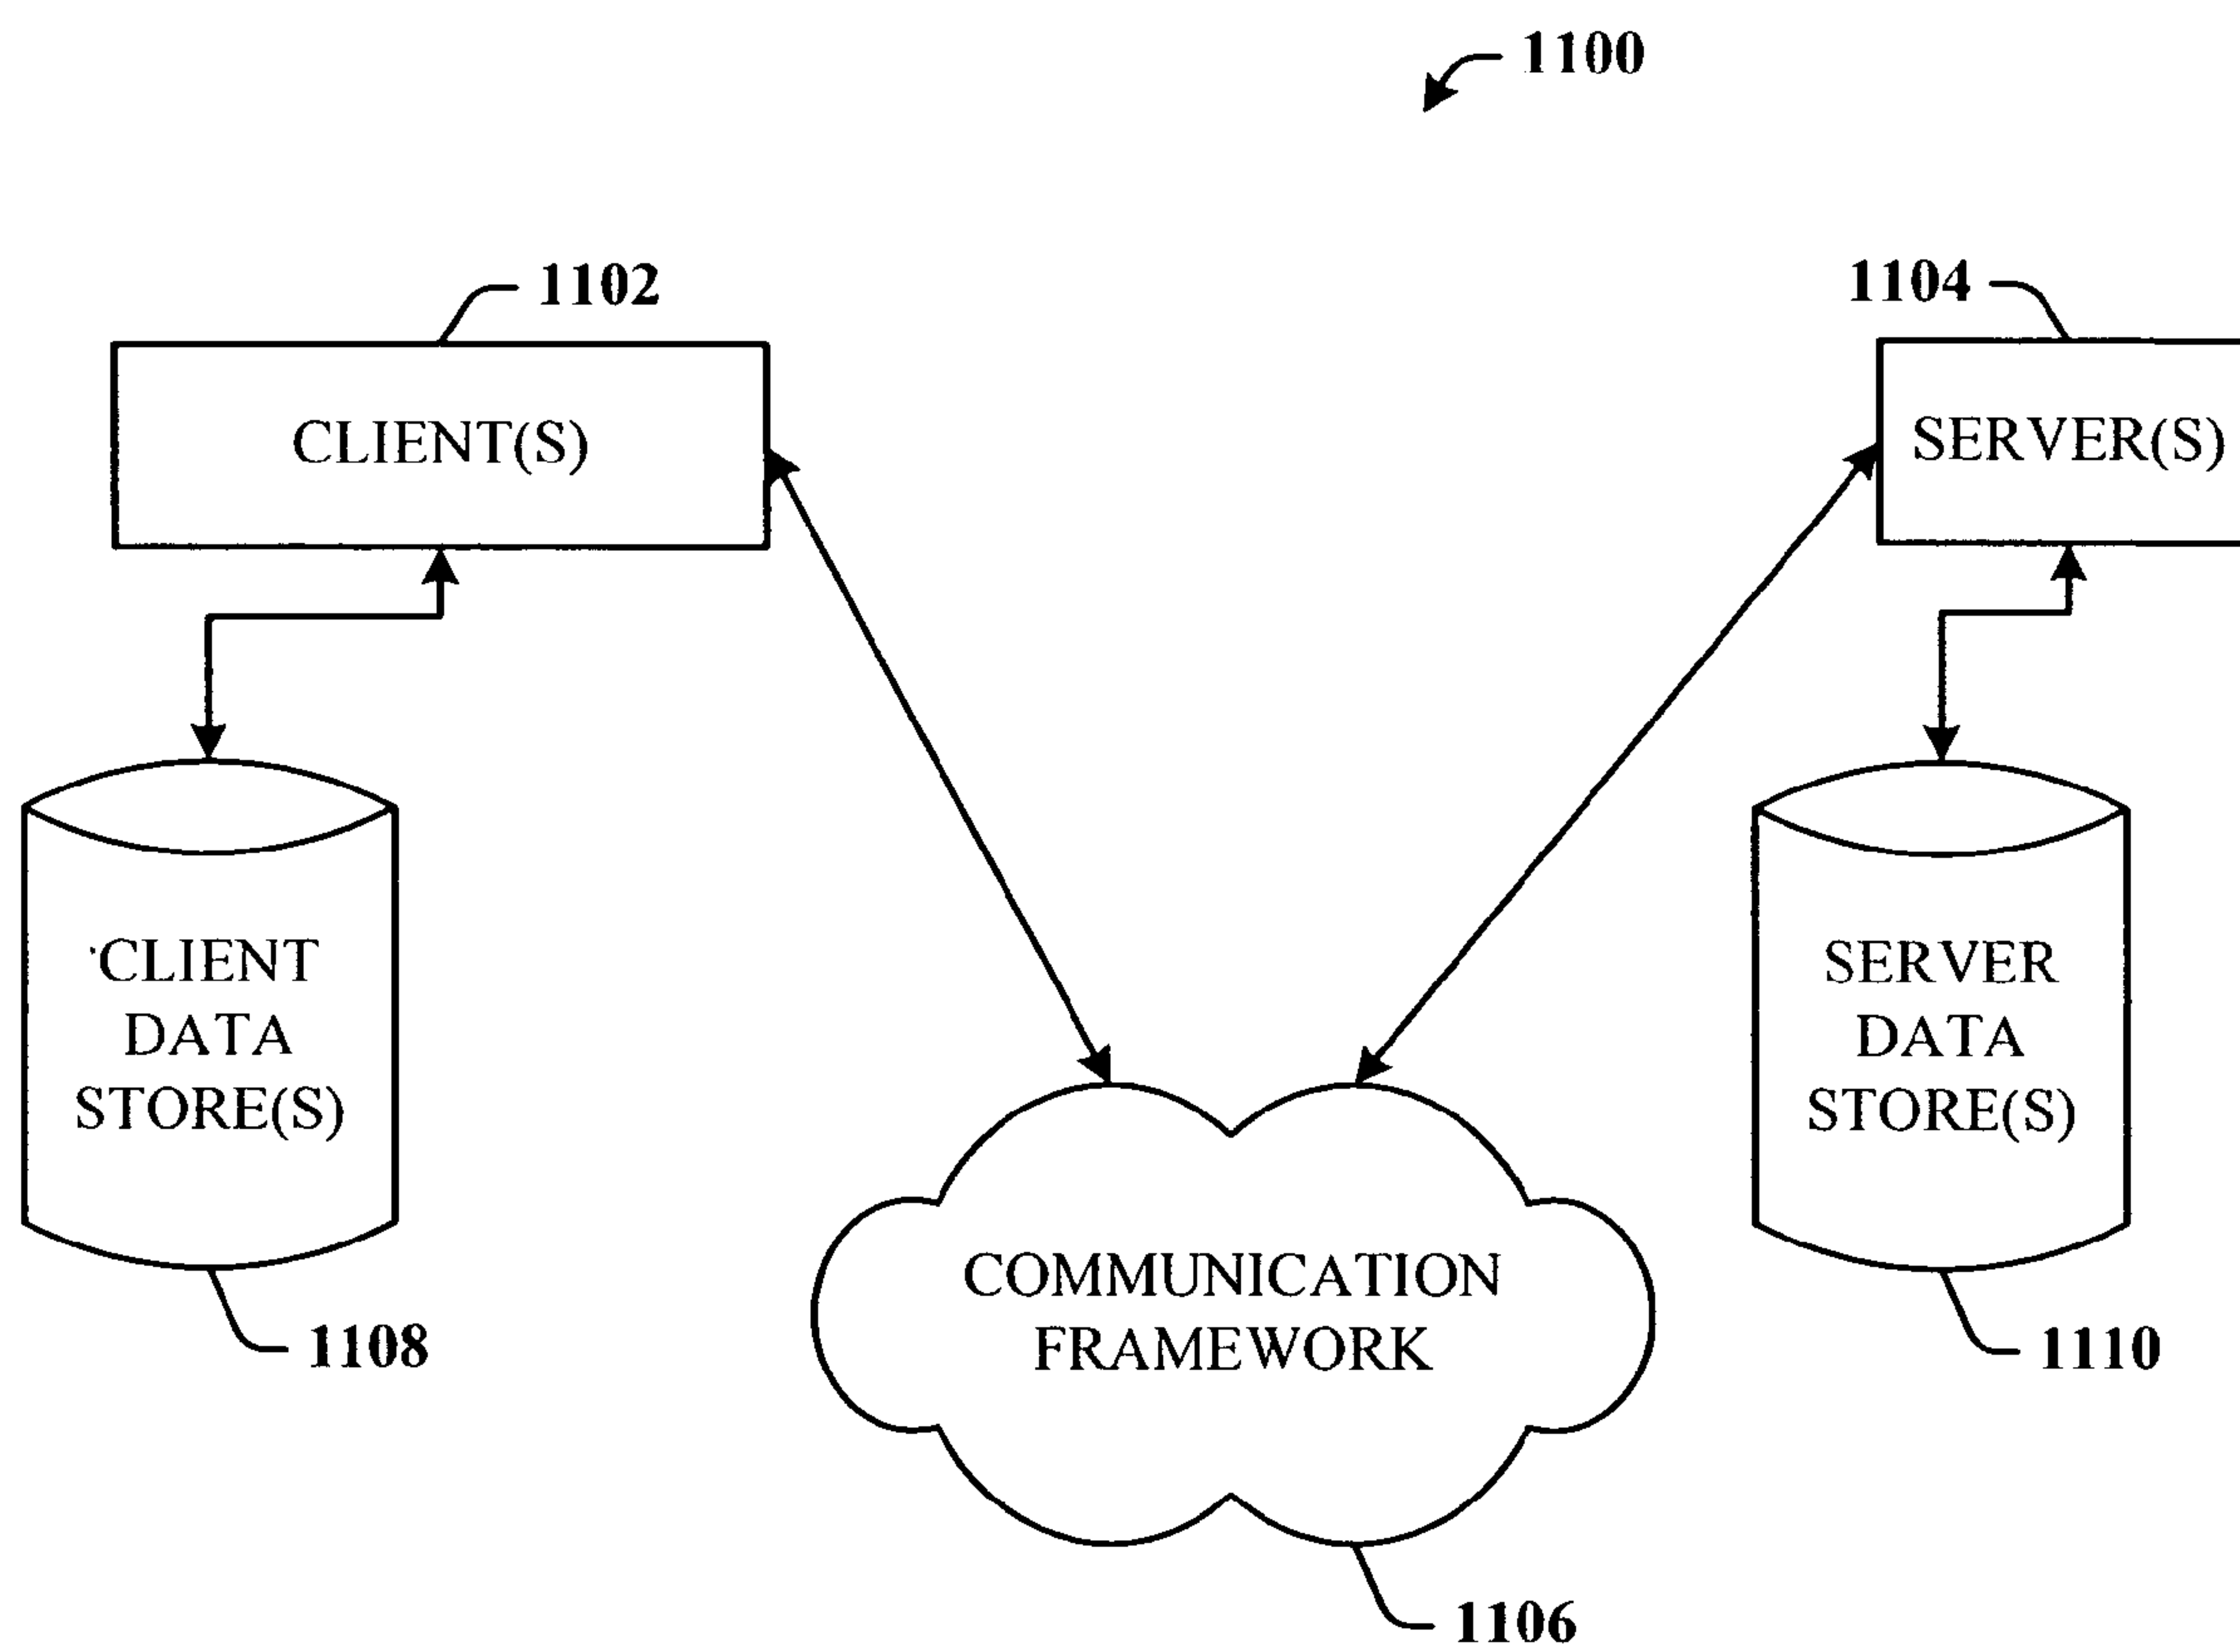 1100
1102
1104
CLIENT(S)
SERVER(S)
CLIENT
DATA
STORE(S)
SERVER
DATA
STORE(S)
COMMUNICATION
FRAMEWORK
1108
1110
1106